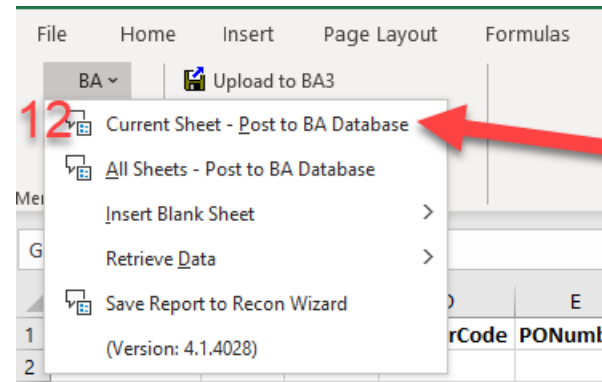 File Home Insert Page Layout Formulas
BA Upload to BA3
12
Current Sheet - Post to BA Database
All Sheets - Post to BA Database
Insert Blank Sheet
Retrieve Data
Save Report to Recon Wizard
(Version: 4.1.4028)
G
E
1 rCode PONumb
2